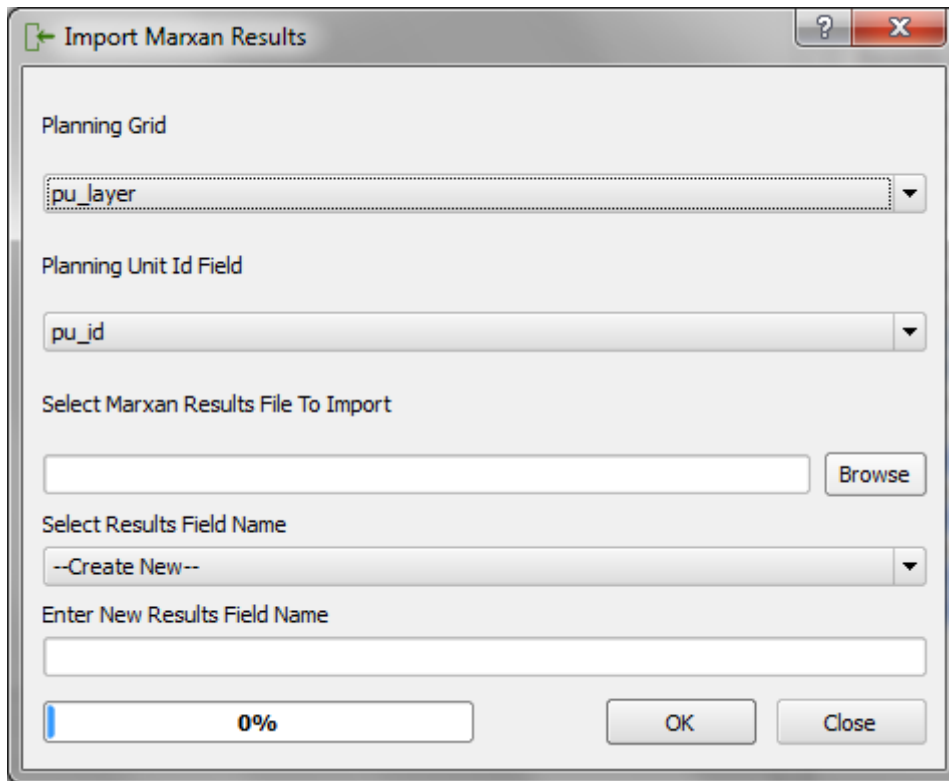 Import Marxan Results
?
X
Planning Grid
pu_layer
Planning Unit Id Field
pu_id
Select Marxan Results File To Import
Browse
Select Results Field Name
--Create New--
Enter New Results Field Name
0%
OK
Close